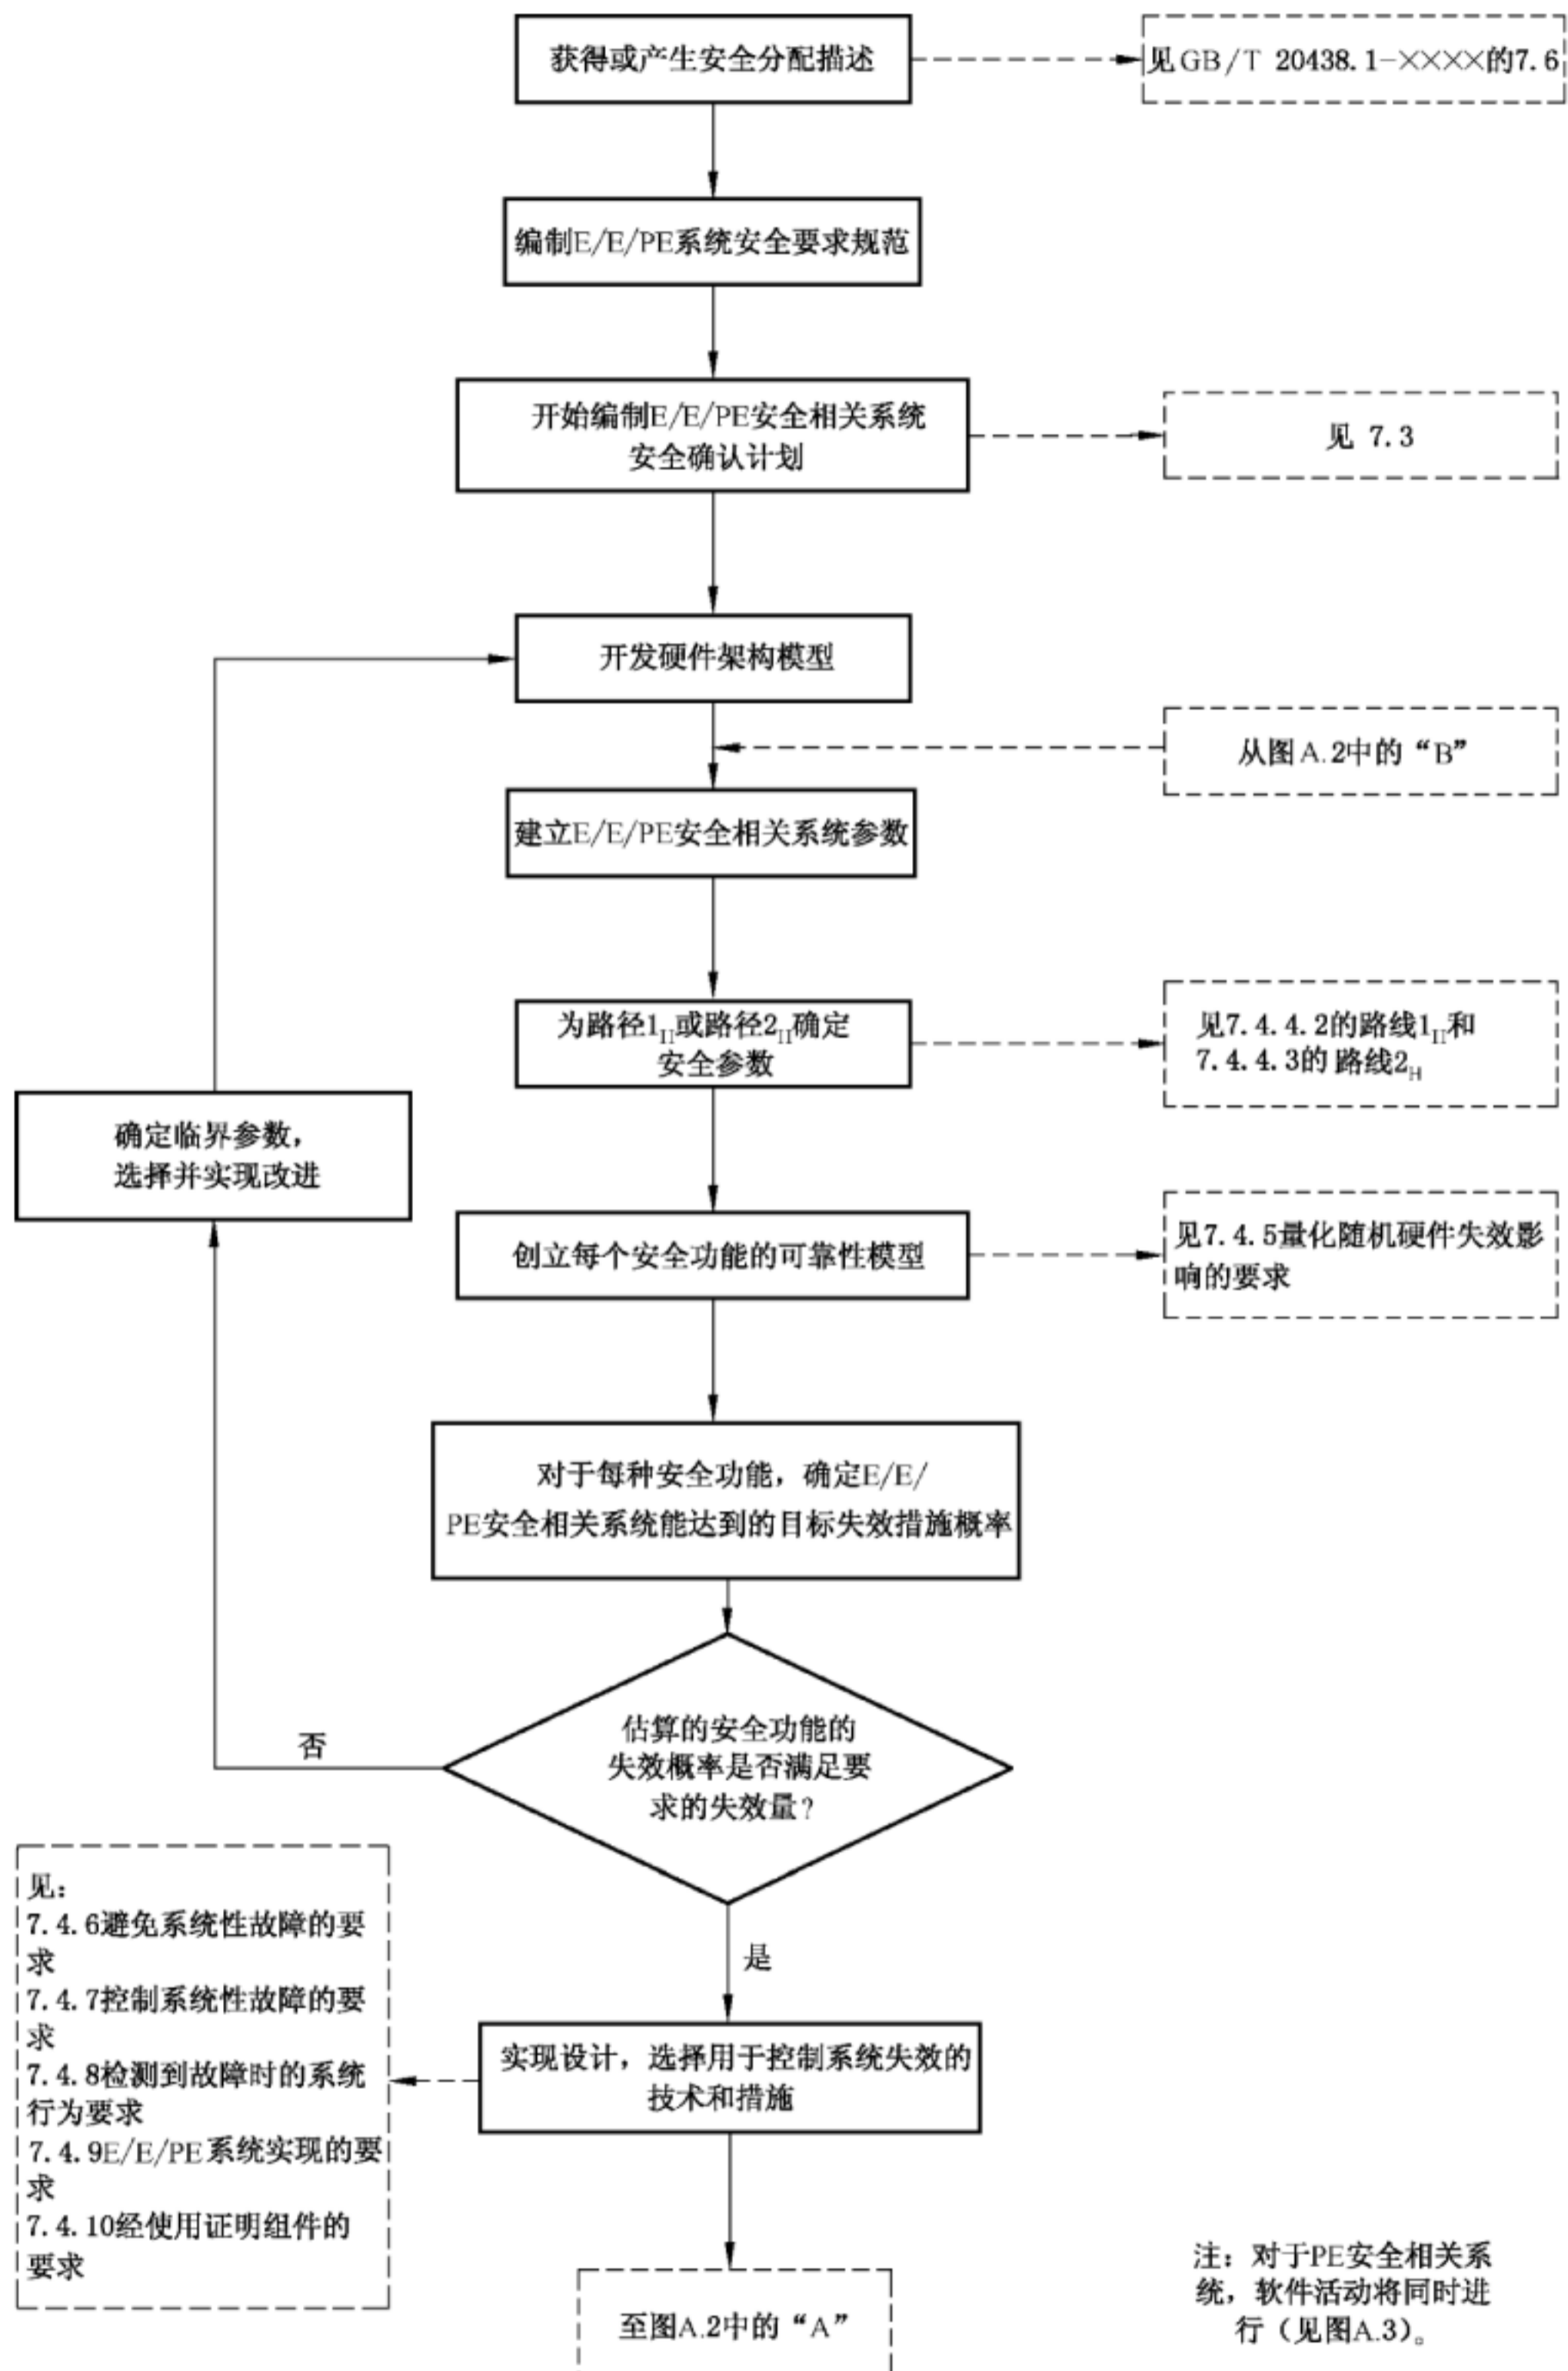 获得或产生安全分配描述
见GB/T 20438.1-××××的7.6
编制E/E/PE系统安全要求规范
开始编制E/E/PE安全相关系统
安全确认计划
见 7.3
开发硬件架构模型
从图A.2中的“B”
建立E/E/PE安全相关系统参数
为路径1H或路径2H确定
安全参数
见7.4.4.2的路线1H和
7.4.4.3的 路线2H
确定临界参数，
选择并实现改进
创立每个安全功能的可靠性模型
见7.4.5量化随机硬件失效影
响的要求
对于每种安全功能，确定E/E/
PE安全相关系统能达到的目标失效措施概率
估算的安全功能的
失效概率是否满足要
求的失效量?
否
是
见：
7.4.6避免系统性故障的要
求
7.4.7控制系统性故障的要
求
7.4.8检测到故障时的系统
行为要求
7.4.9E/E/PE系统实现的要
求
7.4.10经使用证明组件的
要求
实现设计，选择用于控制系统失效的
技术和措施
至图A.2中的“A”
注：对于PE安全相关系
统，软件活动将同时进
行（见图A.3）。